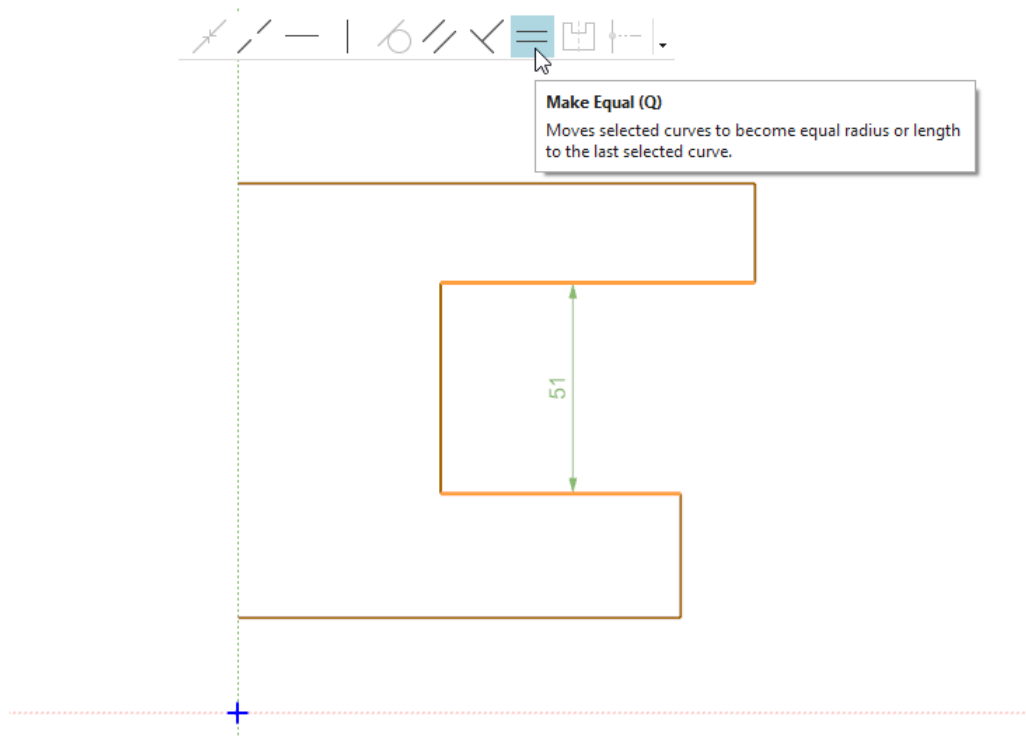 Make Equal (Q)
Moves selected curves to become equal radius or length
to the last selected curve.
51